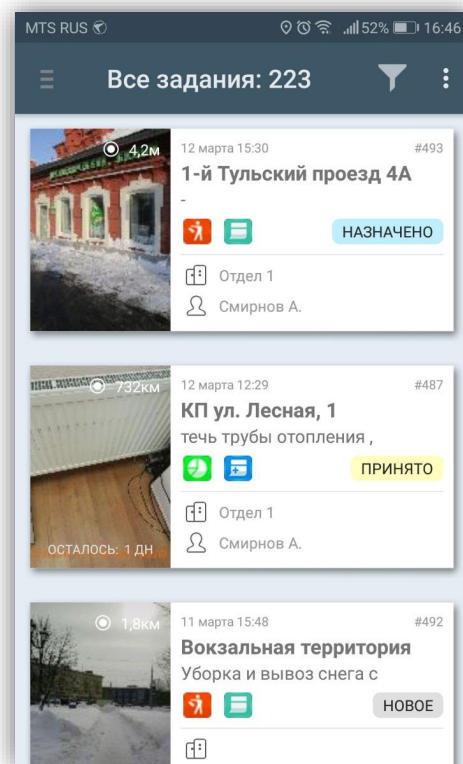 MTS RUS 52% 16:46
Все задания: 223
4,2м
12 марта 15:30 #493
1-й Тульский проезд 4А
-
НАЗНАЧЕНО
Отдел 1
Смирнов А.
732км
12 марта 12:29 #487
КП ул. Лесная, 1
течь трубы отопления ,
ПРИНЯТО
Отдел 1
Смирнов А.
ОСТАЛОСЬ: 1 ДН
1,8км
11 марта 15:48 #492
Вокзальная территория
Уборка и вывоз снега с
НОВОЕ